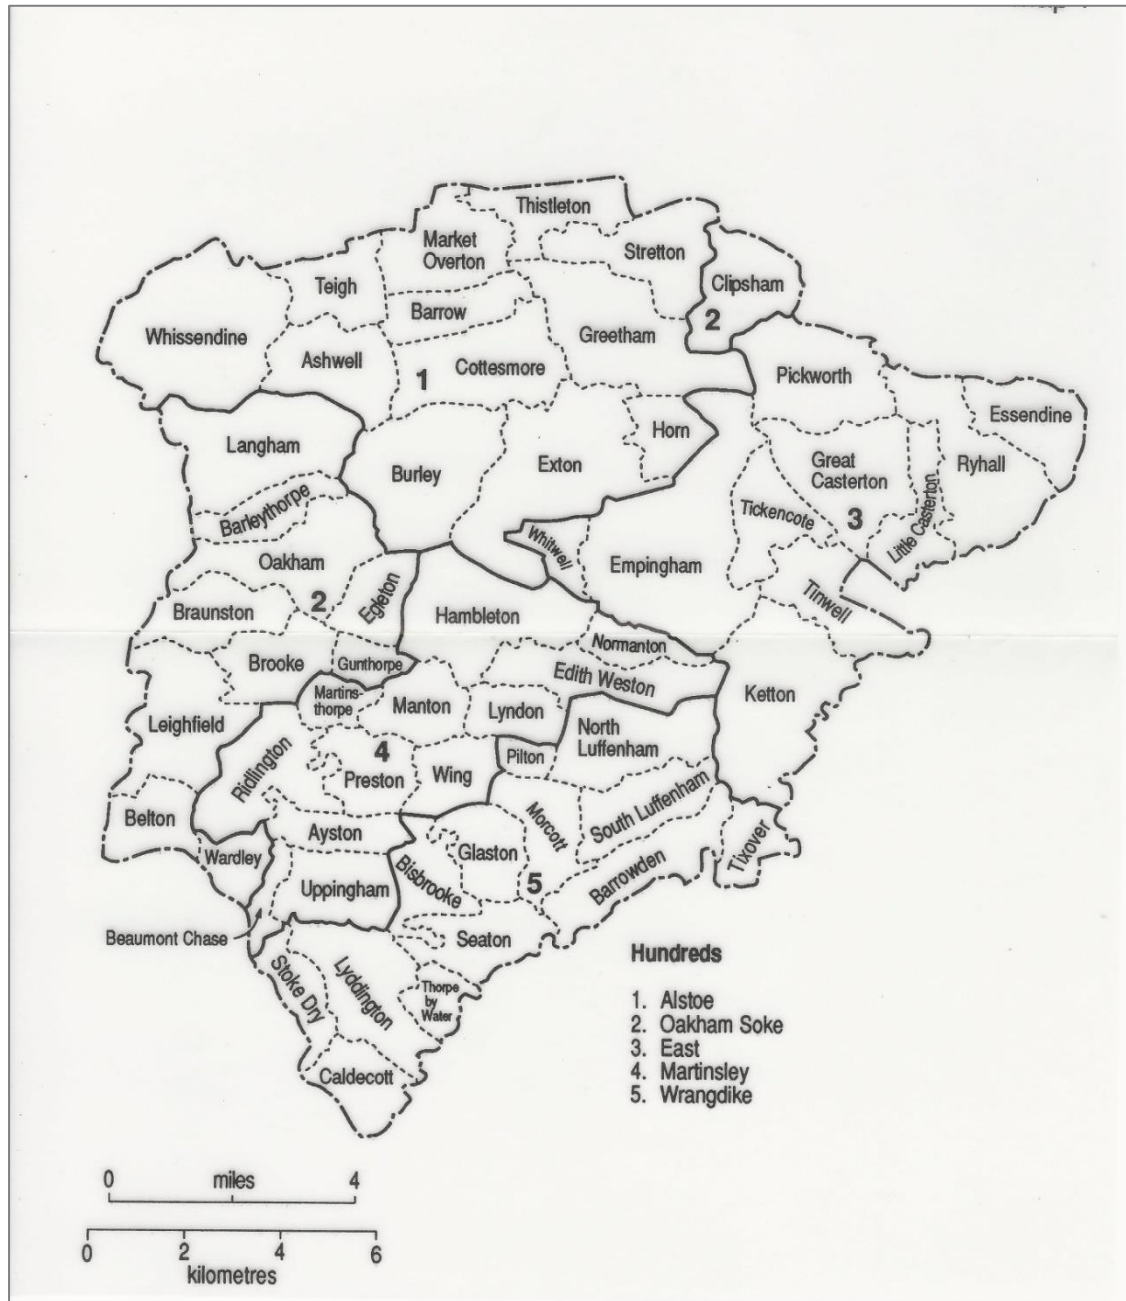 Thistleton
Market
Overton
Stretton
Clipsham
Teigh
Barrow
2
Whissendine
Greetham
Ashwell
1
Cottesmore
Pickworth
Essendine
Langham
Horn
Burley
Exton
Great
Casterton
Ryhall
Barleythorpe
Tickencote
3
Little Casterton
Oakham
Whitwell
Empingham
Egleton
2
Braunston
Hambleton
Tinwell
Normanton
Brooke
Gunthorpe
Edith Weston
Martins-
thorpe
Manton
Lyndon
Ketton
Leighfield
North
Luffenham
4
Pilton
Ridlington
Preston
Wing
Belton
Morcott
South Luffenham
Ayston
Tixover
Wardley
Glaston
Bisbrooke
Barrowden
Uppingham
5
Beaumont Chase
Seaton
Stoke Dry
Lyddington
Thorpe
by
Water
Caldecott
Hundreds
1. Alstoe
2. Oakham Soke
3. East
4. Martinsley
5. Wrangdike
0 miles 4
0 2 4 6
kilometres